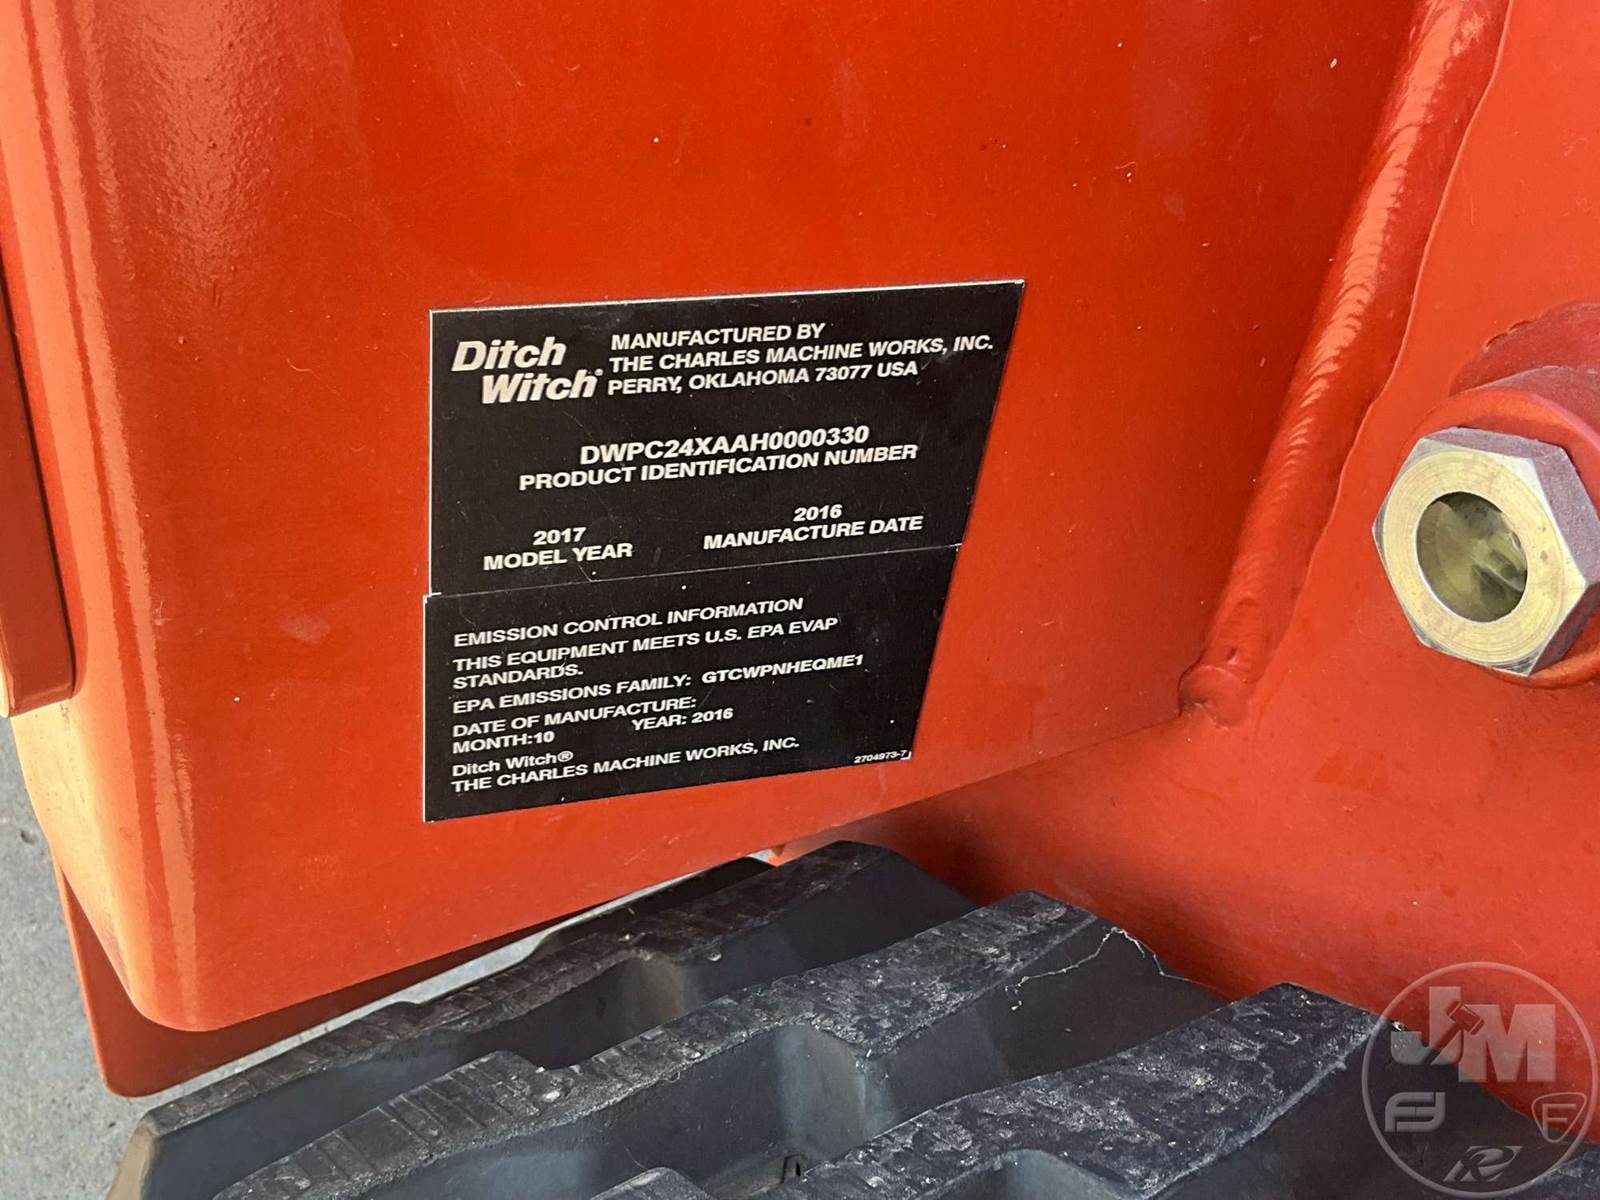 Ditch Witch®
MANUFACTURED BY
THE CHARLES MACHINE WORKS, INC.
PERRY, OKLAHOMA 73077 USA
DWPC24XAAH0000330
PRODUCT IDENTIFICATION NUMBER
2017
MODEL YEAR
2016
MANUFACTURE DATE
EMISSION CONTROL INFORMATION
THIS EQUIPMENT MEETS U.S. EPA EVAP
STANDARDS.
EPA EMISSIONS FAMILY: GTCWPNHEQME1
DATE OF MANUFACTURE:
MONTH:10 YEAR: 2016
Ditch Witch®
THE CHARLES MACHINE WORKS, INC.
2704973-7
JM